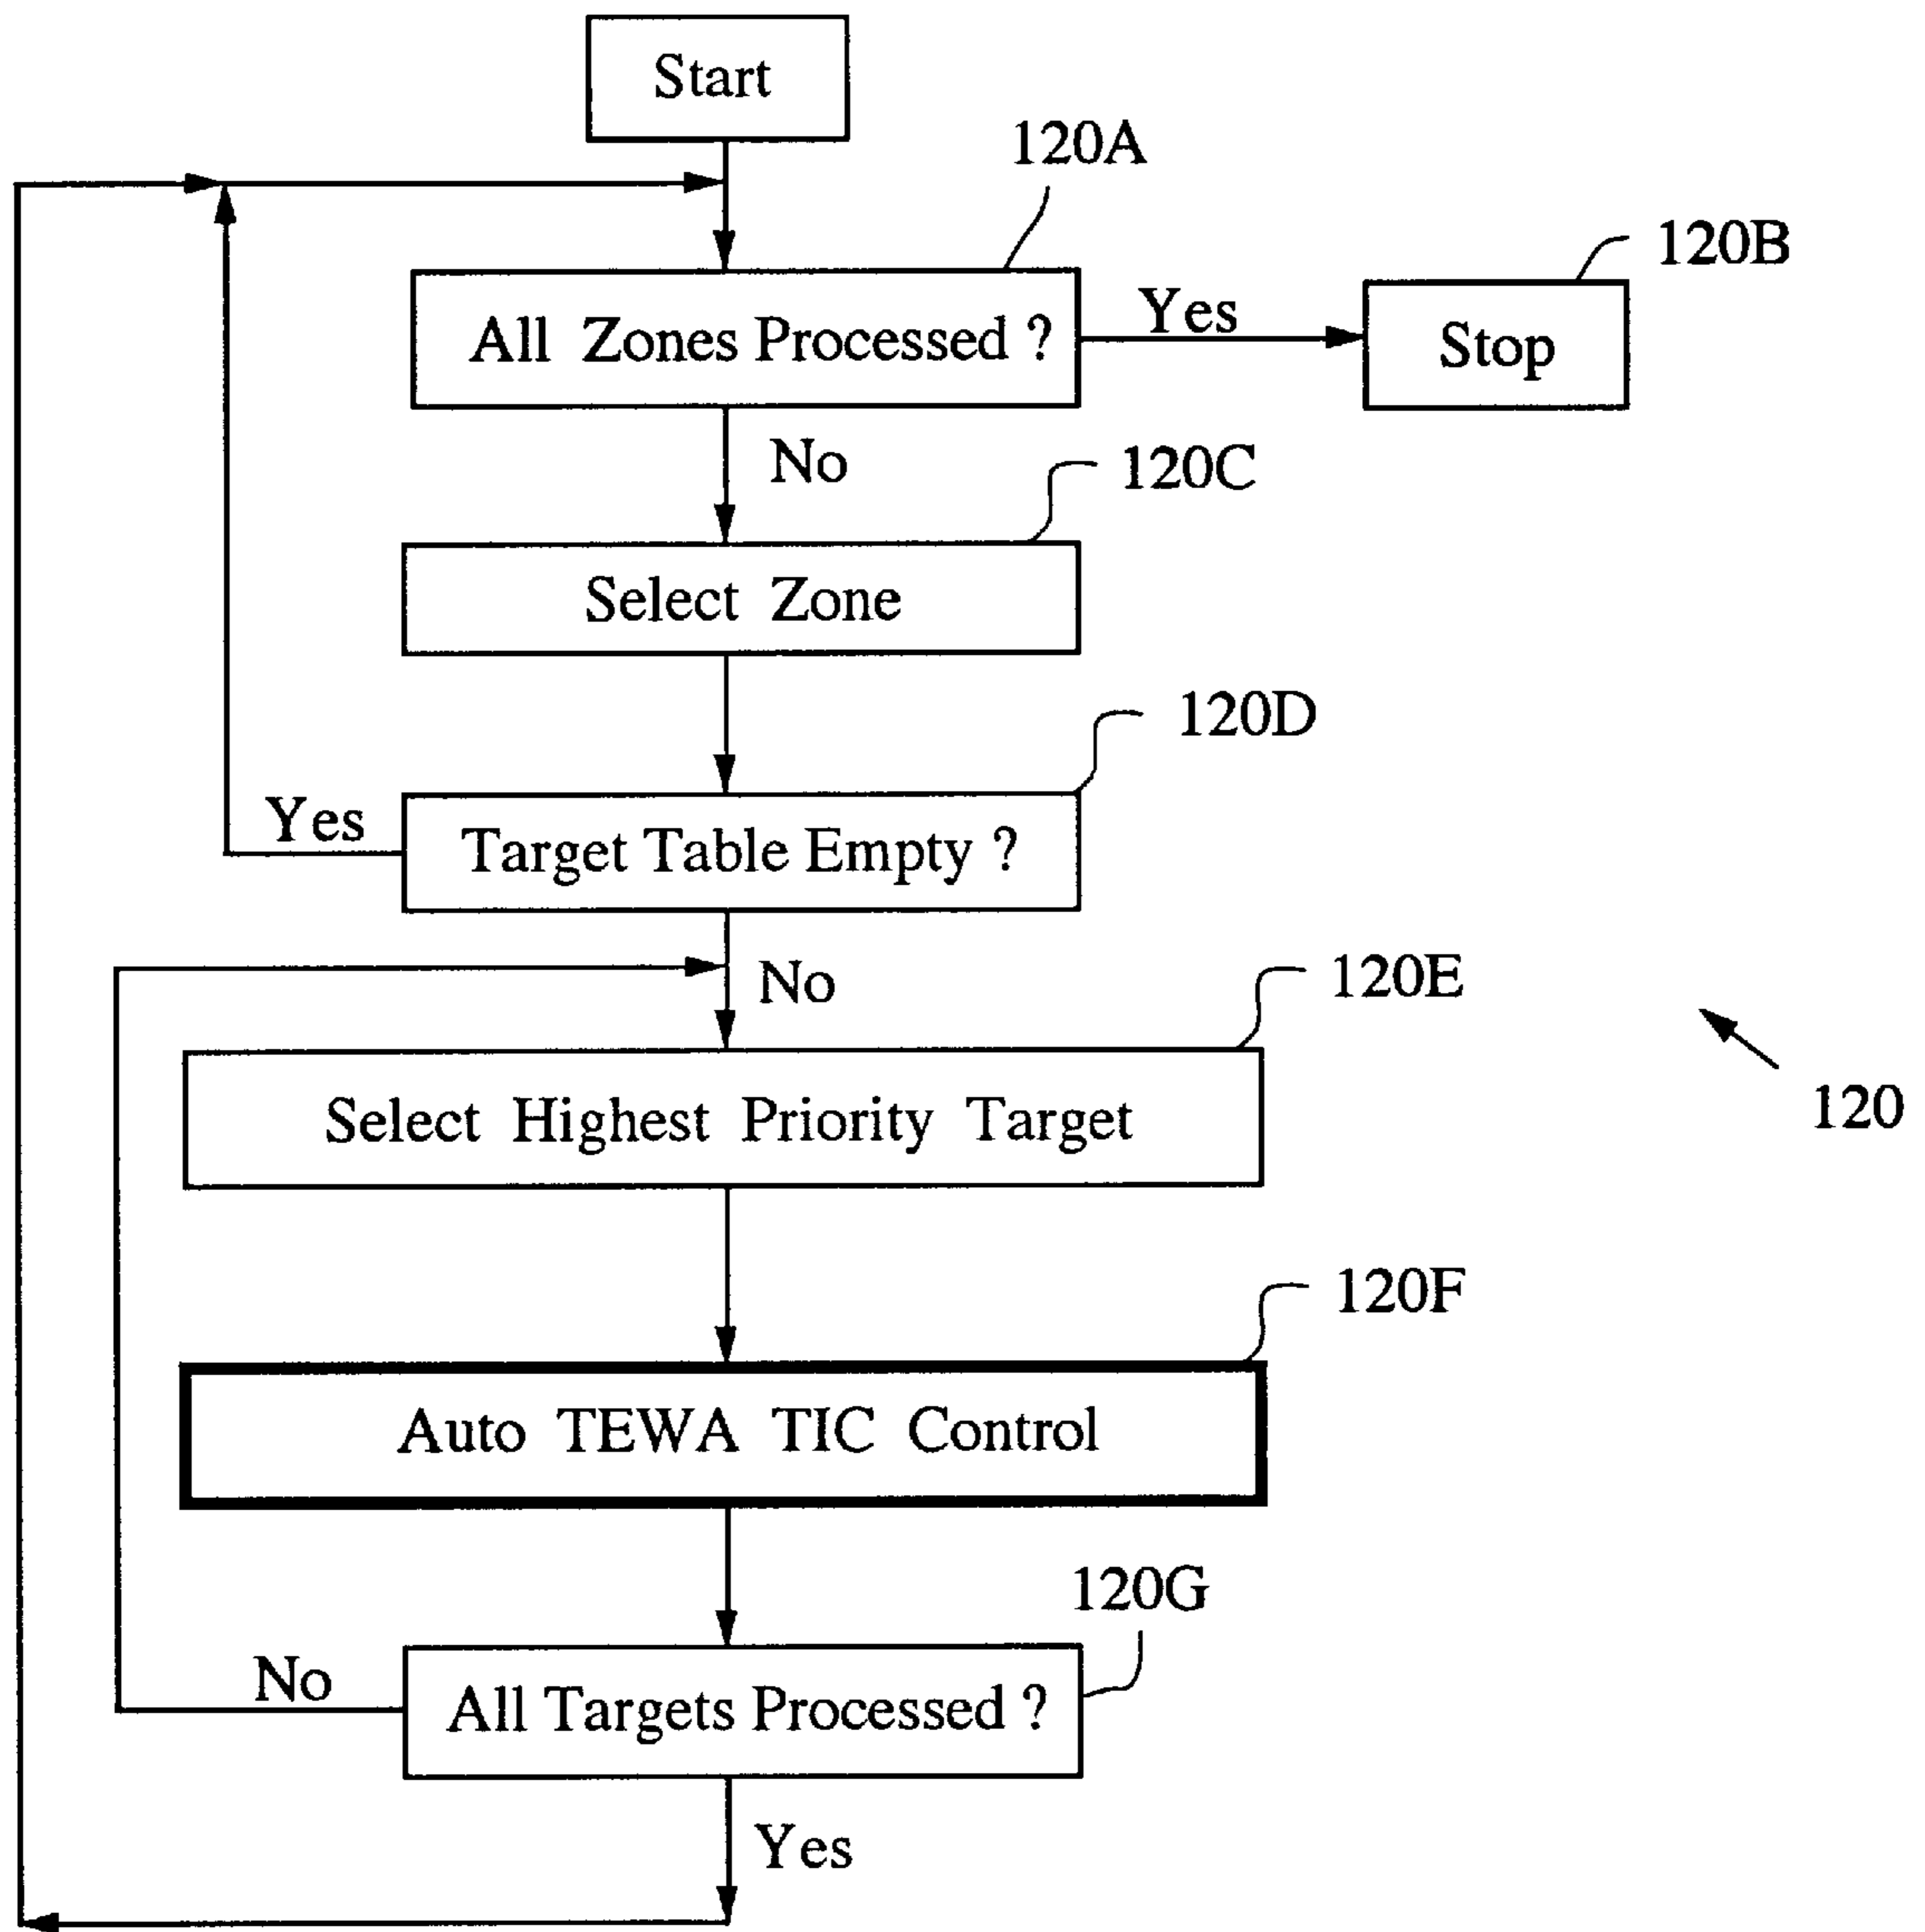 Start
120A
120B
All Zones Processed ?
Yes
Stop
No
120C
Select Zone
120D
Yes
Target Table Empty ?
No
120E
Select Highest Priority Target
120
120F
Auto TEWA TIC Control
120G
No
All Targets Processed ?
Yes